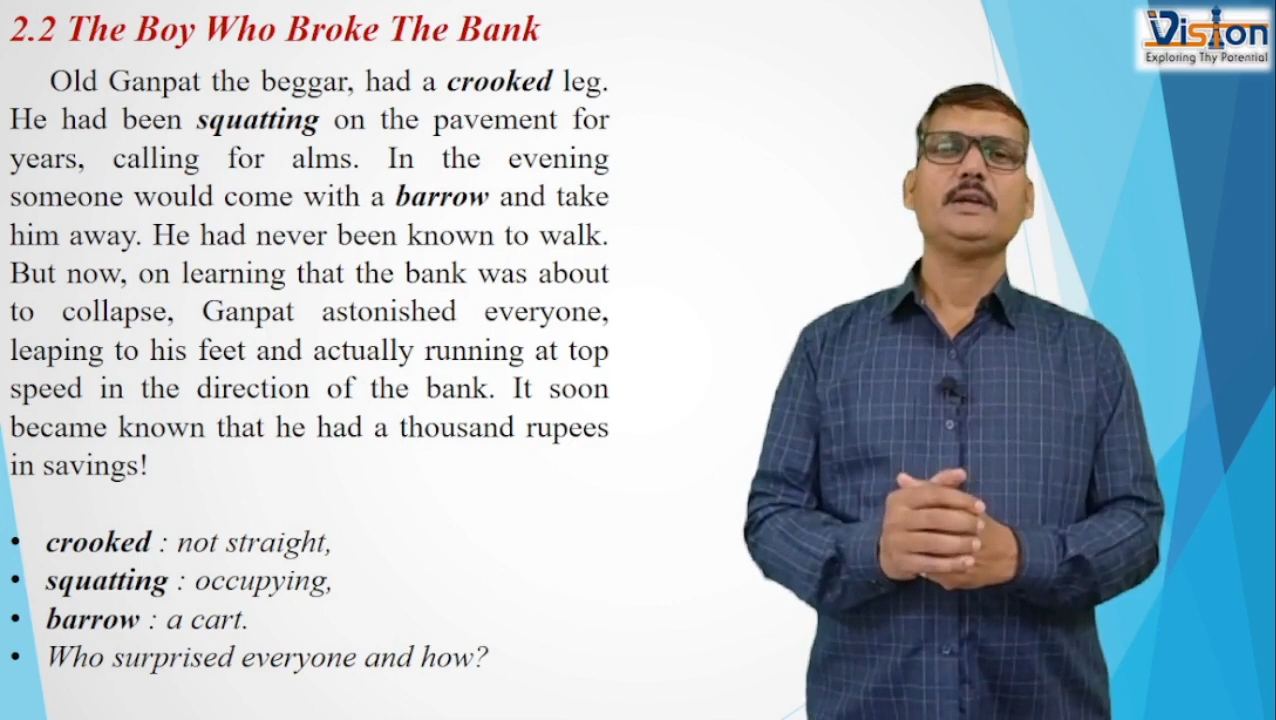 2.2 The Boy Who Broke The Bank
Vision
Exploring Thy Potential
Old Ganpat the beggar, had a crooked leg.
He had been squatting on the pavement for
years, calling for alms. In the evening
someone would come with a barrow and take
him away. He had never been known to walk.
But now, on learning that the bank was about
to collapse, Ganpat astonished everyone,
leaping to his feet and actually running at top
speed in the direction of the bank. It soon
became known that he had a thousand rupees
in savings!
• crooked : not straight,
• squatting : occupying,
• barrow : a cart.
• Who surprised everyone and how?